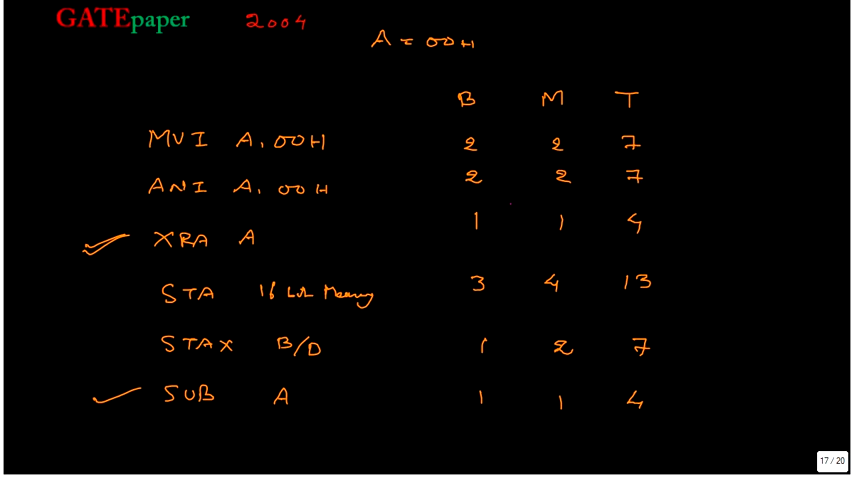 GATEpaper 2004
A = 00H
B M T
MVI A, 00H 2 2 7
ANI A, 00H 2 2 7
XRA A 1 1 4
STA 16 bit Memory 3 4 13
STAX B/D 1 2 7
SUB A 1 1 4
17 / 20